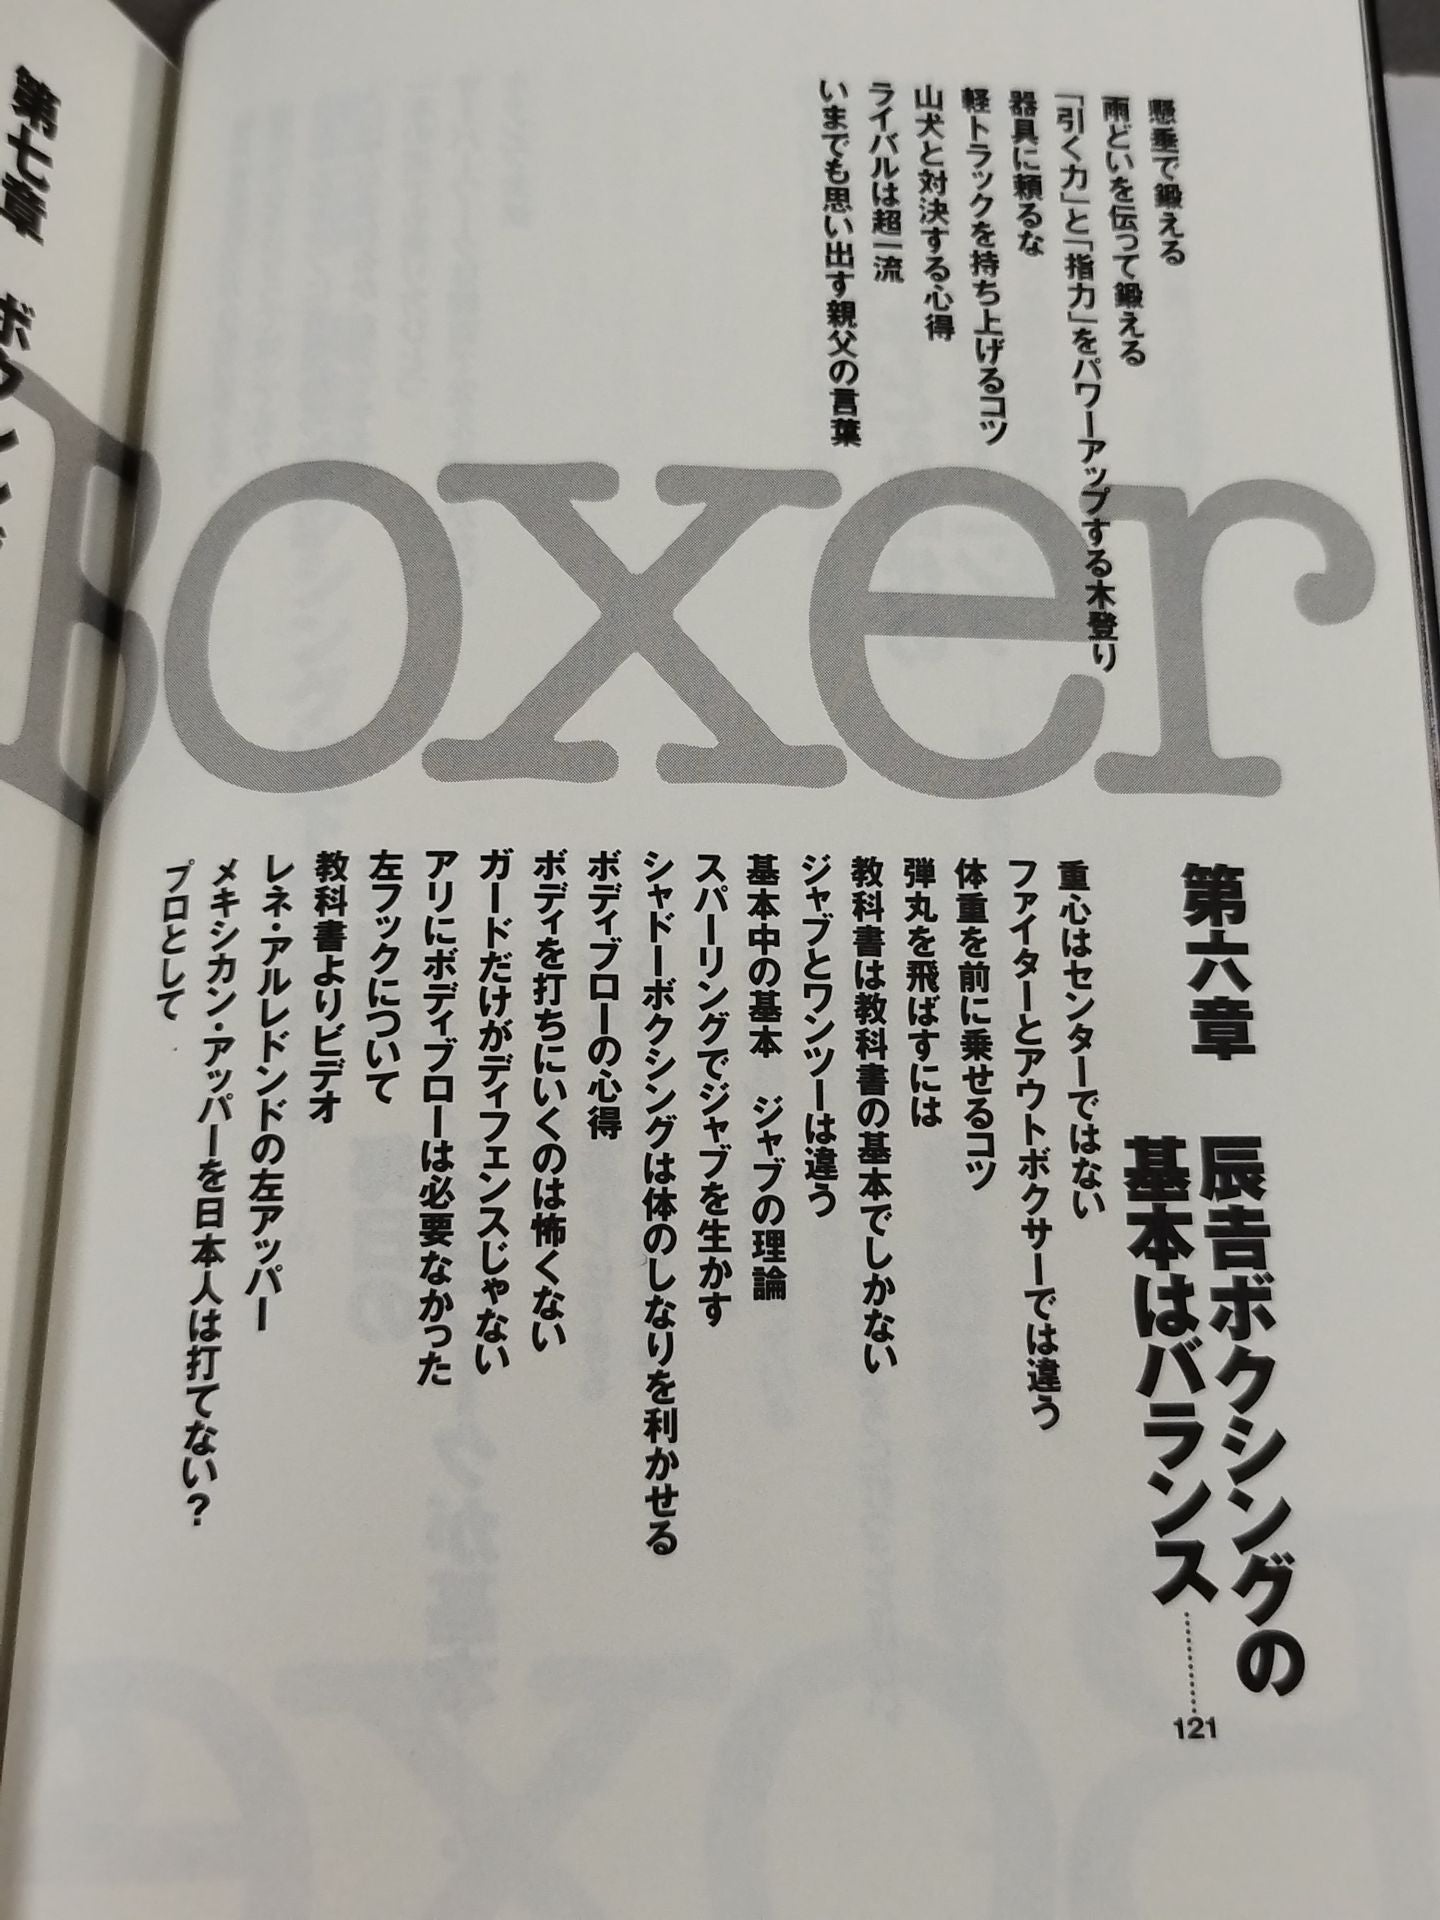 懸垂で鍛える
雨どいを伝って鍛える
「引く力」と「指力」をパワーアップする木登り
器具に頼るな
軽トラックを持ち上げるコツ
山犬と対決する心得
ライバルは超一流
いまでも思い出す親父の言葉
Boxer
第六章 辰吉ボクシングの
基本はバランス…………121
重心はセンターではない
ファイターとアウトボクサーでは違う
体重を前に乗せるコツ
弾丸を飛ばすには
教科書は教科書の基本でしかない
ジャブとワンツーは違う
基本中の基本 ジャブの理論
スパーリングでジャブを生かす
シャドーボクシングは体のしなりを利かせる
ボディブローの心得
ボディを打ちにいくのは怖くない
ガードだけがディフェンスじゃない
アリにボディブローは必要なかった
左フックについて
教科書よりビデオ
レネ・アルレドンドの左アッパー
メキシカン・アッパーを日本人は打てない？
プロとして
第七章